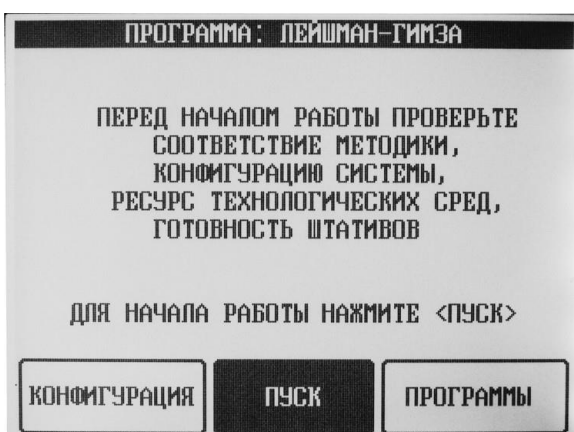 ПРОГРАММА: ЛЕЙШМАН-ГИМЗА
ПЕРЕД НАЧАЛОМ РАБОТЫ ПРОВЕРЬТЕ
СООТВЕТСТВИЕ МЕТОДИКИ,
КОНФИГУРАЦИЮ СИСТЕМЫ,
РЕСУРС ТЕХНОЛОГИЧЕСКИХ СРЕД,
ГОТОВНОСТЬ ШТАТИВОВ
ДЛЯ НАЧАЛА РАБОТЫ НАЖМИТЕ <ПУСК>
КОНФИГУРАЦИЯ
ПУСК
ПРОГРАММЫ